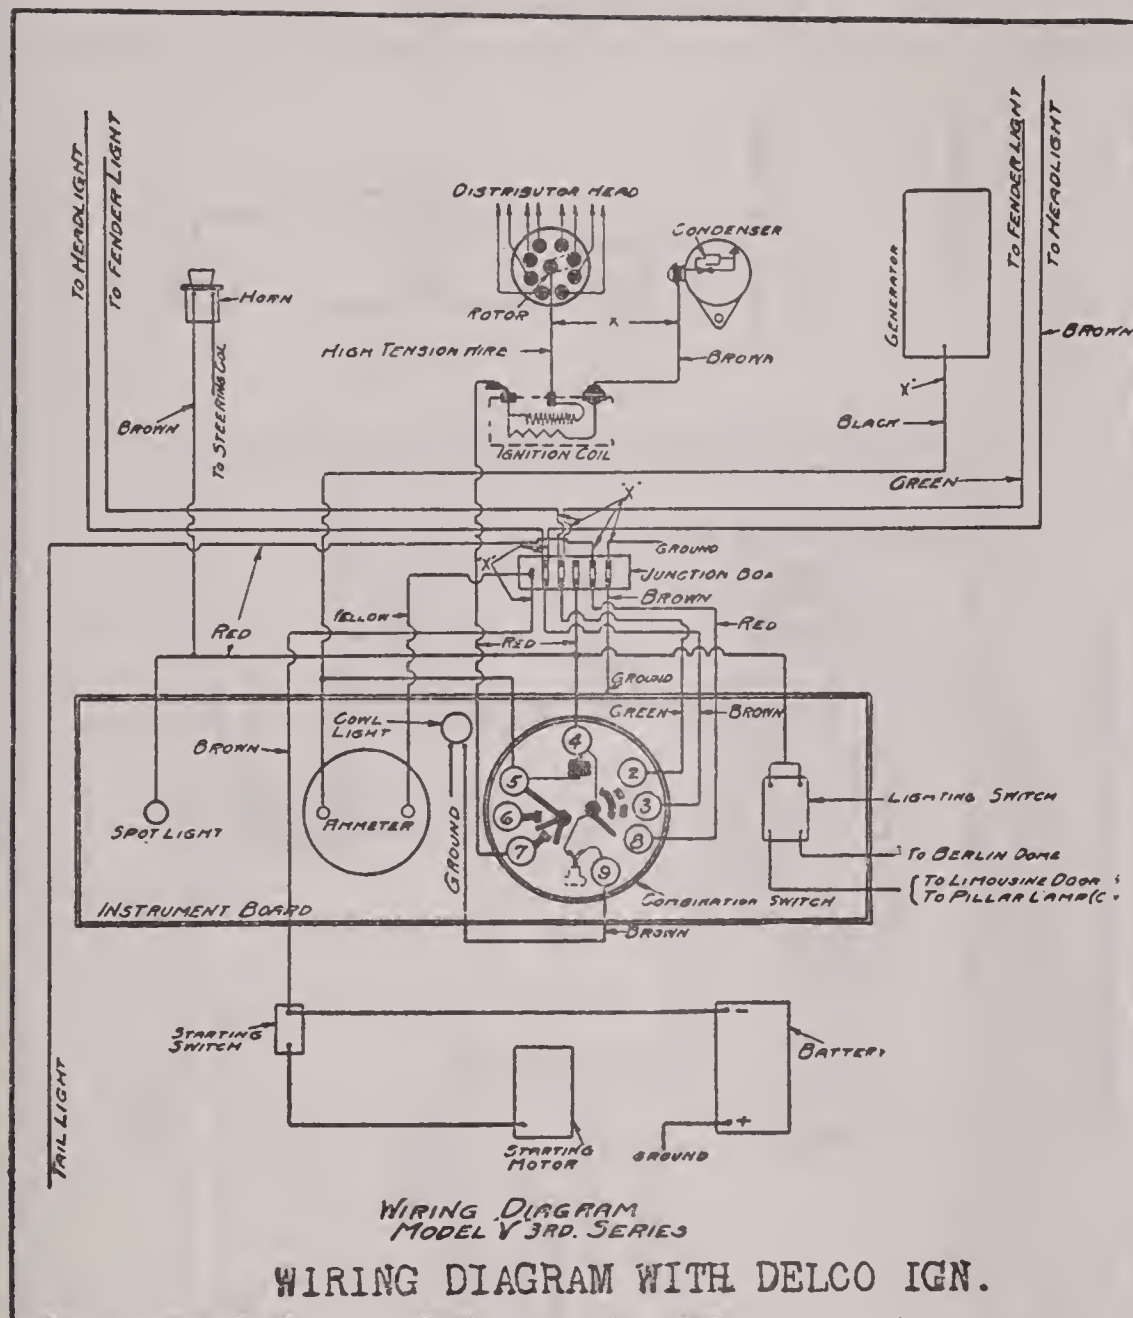 TO HEADLIGHT
TO FENDER LIGHT
DISTRIBUTOR HEAD
CONDENSER
GENERATOR
TO FENDER LIGHT
TO HEADLIGHT
HORN
ROTOR
X
BROWN
HIGH TENSION WIRE
BROWN
TO STEERING COL
"X"
BROWN
BLACK
IGNITION COIL
GREEN
"X"
GROUND
"X"
JUNCTION BOX
BROWN
YELLOW
RED
RED
RED
GROUND
COWL
LIGHT
GREEN
BROWN
BROWN
4
5
2
6
3
7
8
9
LIGHTING SWITCH
SPOT LIGHT
AMMETER
GROUND
TO BERLIN DOME
TO LIMOUSINE DOOR
TO PILLAR LAMP
COMBINATION SWITCH
INSTRUMENT BOARD
BROWN
STARTING
SWITCH
-
BATTERY
TAIL LIGHT
+
STARTING
MOTOR
GROUND
WIRING DIAGRAM
MODEL V 3RD. SERIES
WIRING DIAGRAM WITH DELCO IGN.